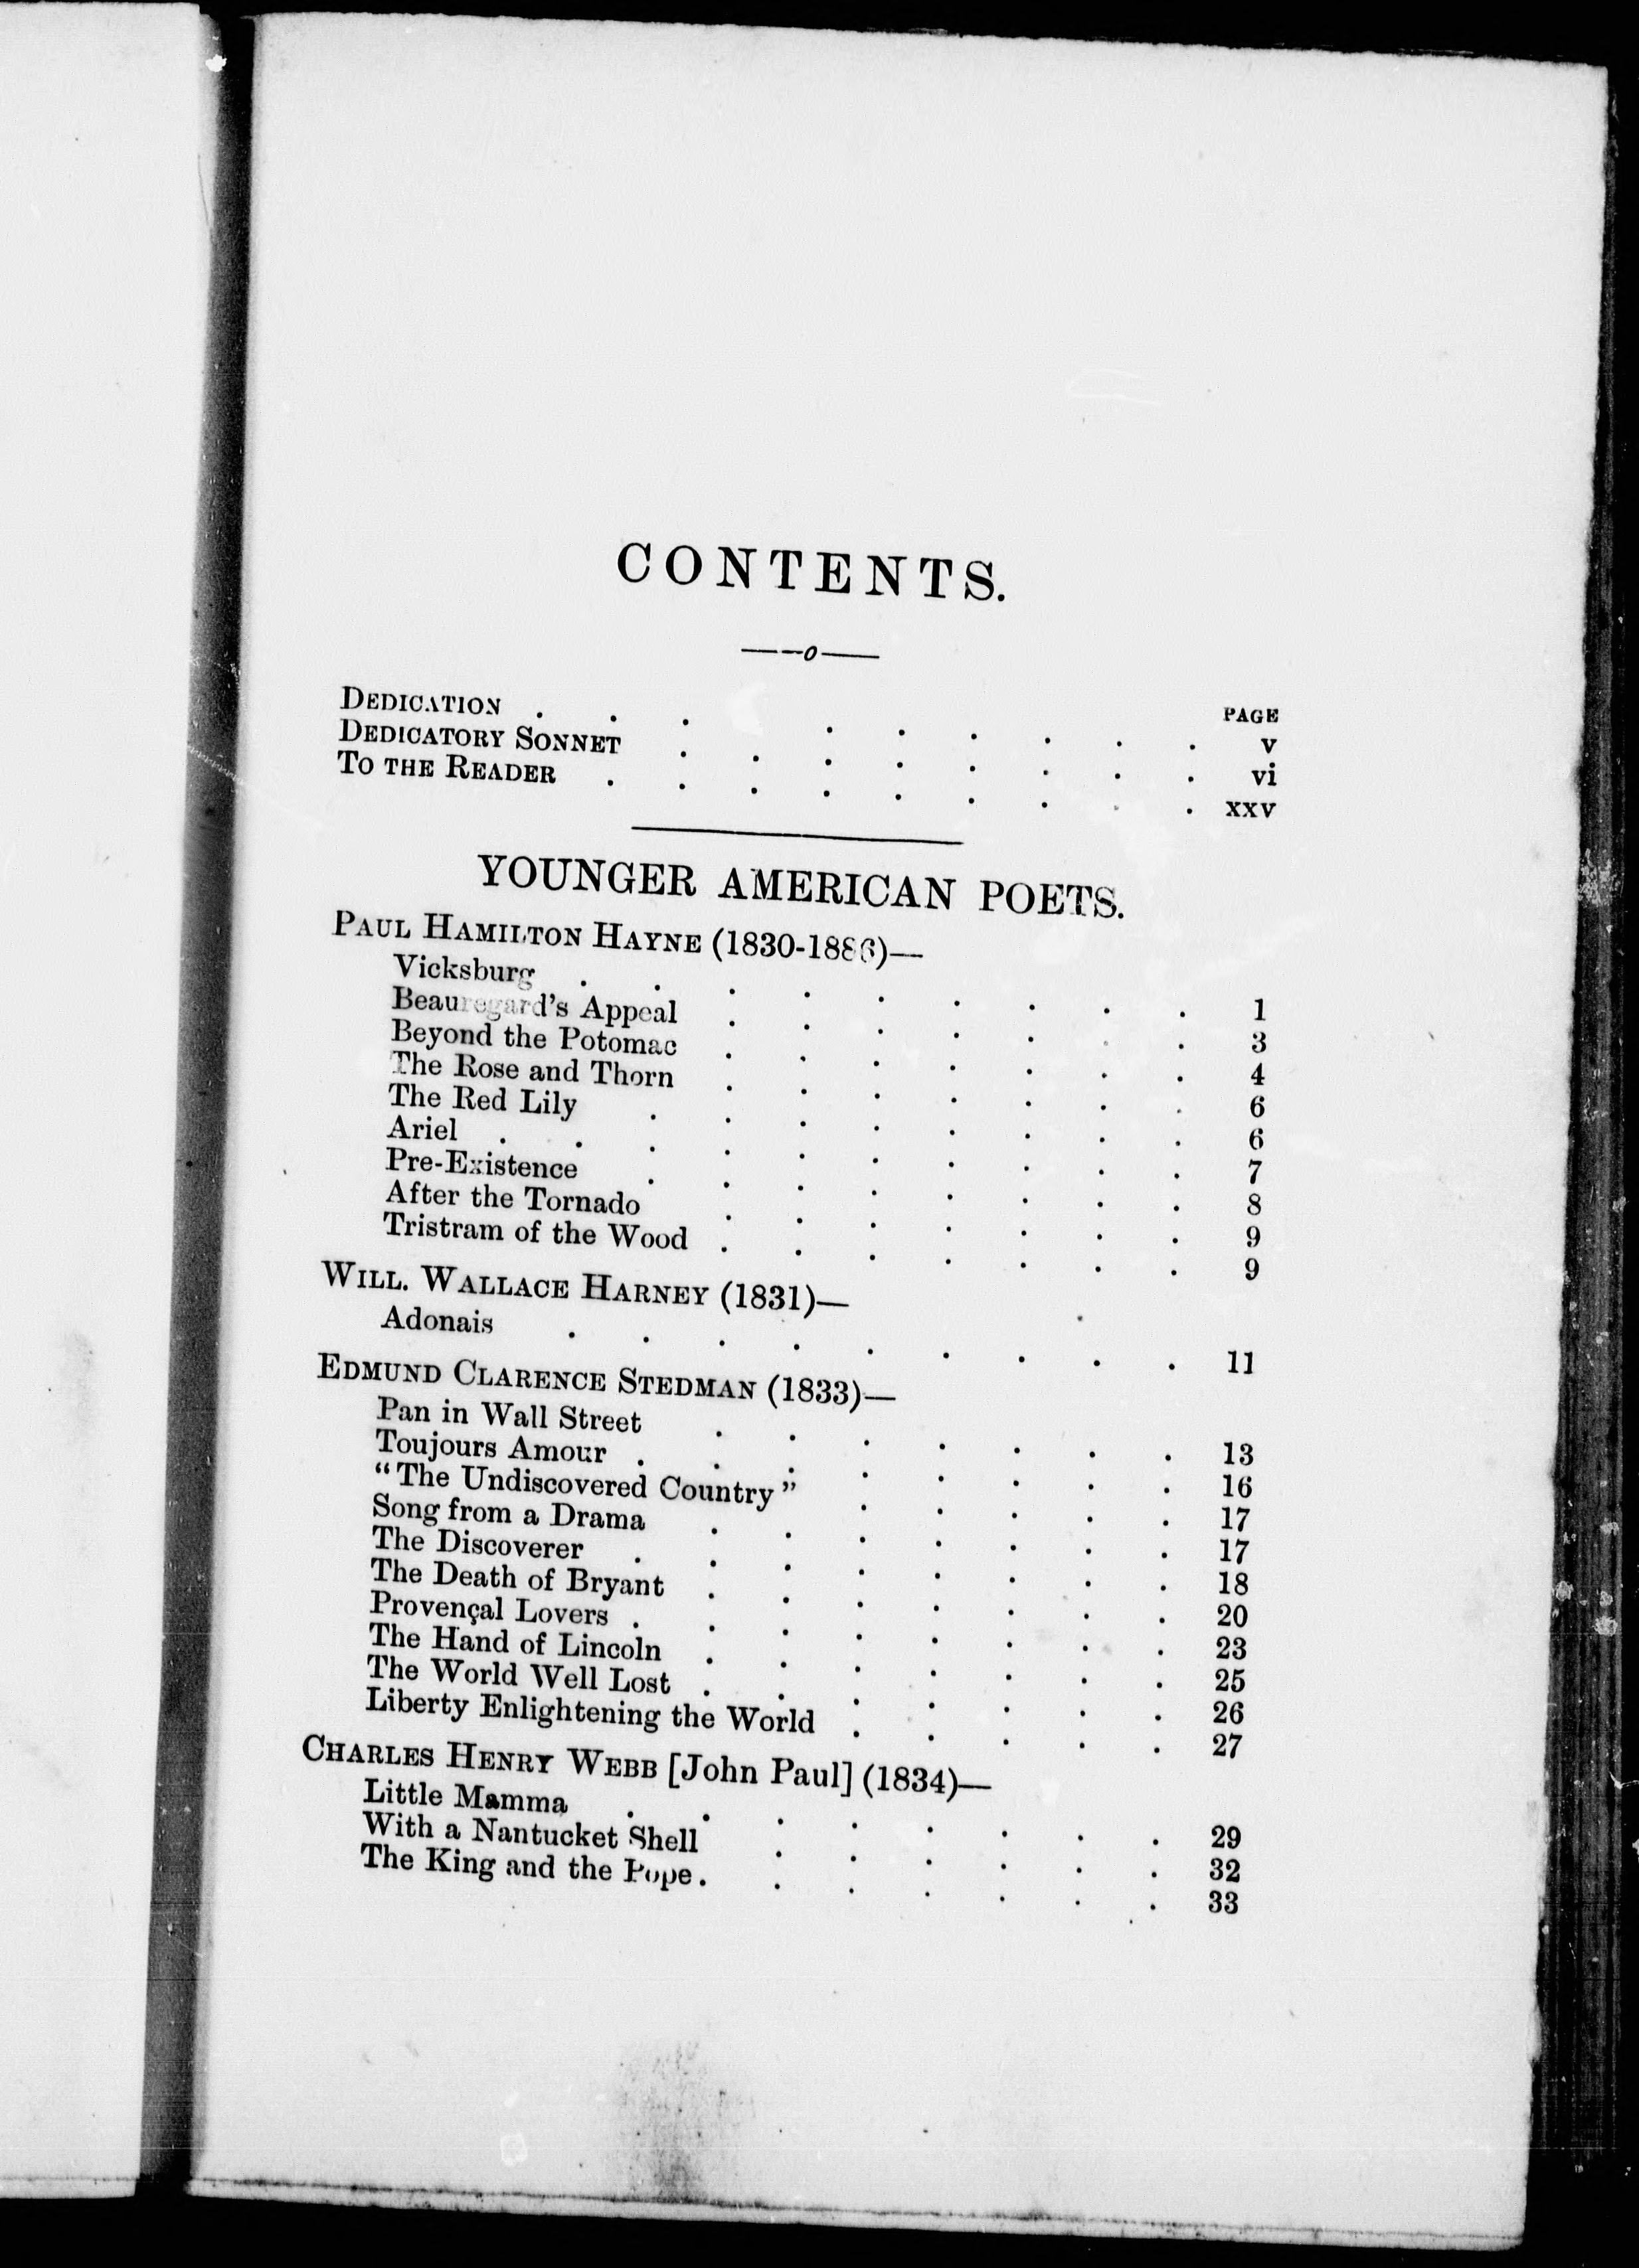 CONTENTS.
PAGE
DEDICATION . . . . . . . . . v
DEDICATORY SONNET . . . . . . . . vi
TO THE READER . . . . . . . . . xxv
YOUNGER AMERICAN POETS.
PAUL HAMILTON HAYNE (1830-1886)—
Vicksburg . . . . . . . . . 1
Beauregard's Appeal . . . . . . . 3
Beyond the Potomac . . . . . . . 4
The Rose and Thorn . . . . . . . 6
The Red Lily . . . . . . . . 6
Ariel . . . . . . . . . . 7
Pre-Existence . . . . . . . . 8
After the Tornado . . . . . . . 9
Tristram of the Wood . . . . . . . 9
WILL. WALLACE HARNEY (1831)—
Adonais . . . . . . . . . 11
EDMUND CLARENCE STEDMAN (1833)—
Pan in Wall Street . . . . . . . 13
Toujours Amour . . . . . . . . 16
"The Undiscovered Country" . . . . . 17
Song from a Drama . . . . . . . 17
The Discoverer . . . . . . . . 18
The Death of Bryant . . . . . . . 20
Provençal Lovers . . . . . . . . 23
The Hand of Lincoln . . . . . . . 25
The World Well Lost . . . . . . . 26
Liberty Enlightening the World . . . . . 27
CHARLES HENRY WEBB [John Paul] (1834)—
Little Mamma . . . . . . . . 29
With a Nantucket Shell . . . . . . 32
The King and the Pope . . . . . . . 33